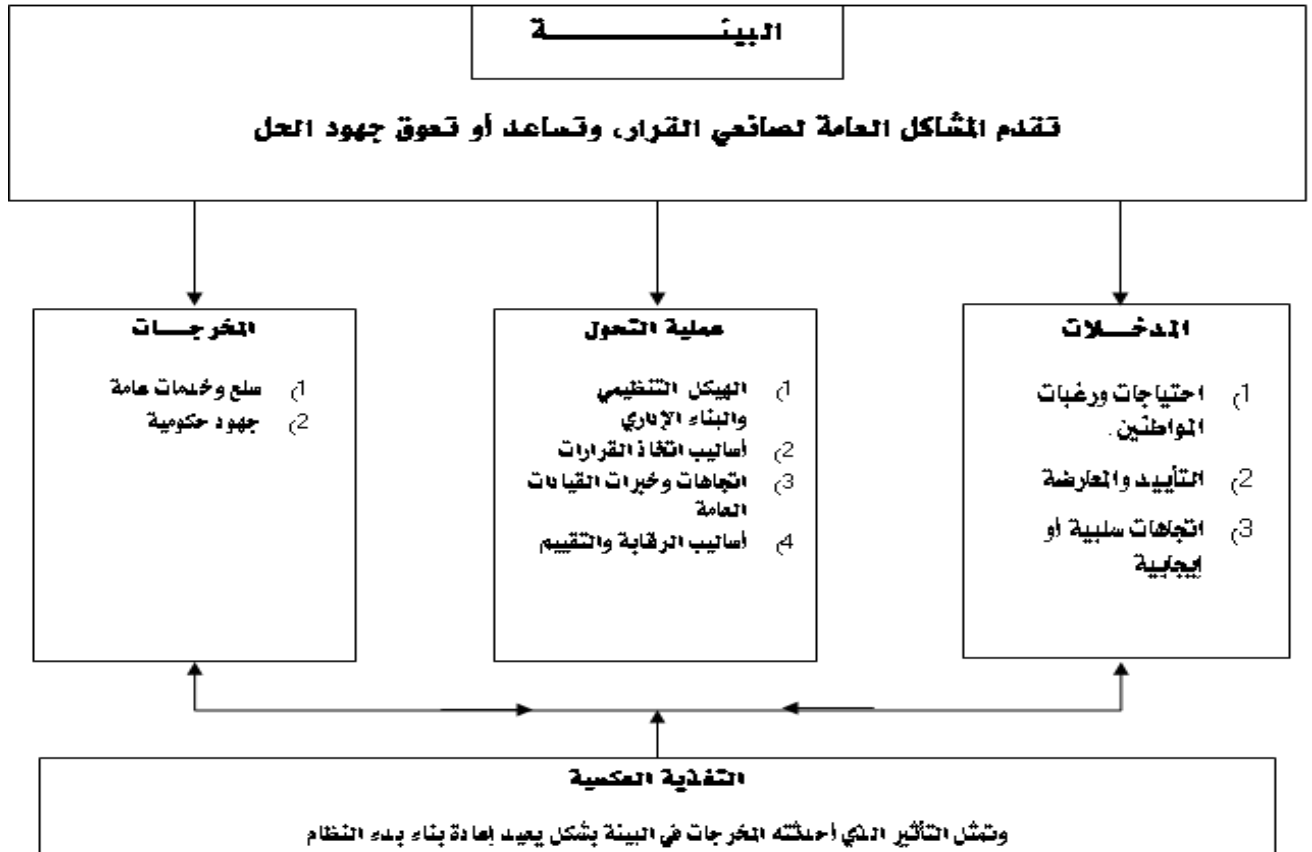 البيئـــــــــــــة
تقدم المشاكل العامة لصانعي القرار، وتساعد أو تعوق جهود الحل
المدخـــلات
1) احتياجات ورغبات
المواطنين.
2) التأييد والمعارضة
3) اتجاهات سلبية أو
إيجابية
عملية التحول
1) الهيكل التنظيمي
والبناء الإداري
2) أساليب اتخاذ القرارات
3) اتجاهات وخبرات القيادات
العامة
4) أساليب الرقابة والتقييم
المخرجـــات
1) سلع وخدمات عامة
2) جهود حكومية
التغذية العكسية
وتمثل التأثير الذي أحدثته المخرجات في البيئة بشكل يعيد إعادة بناء بدء النظام